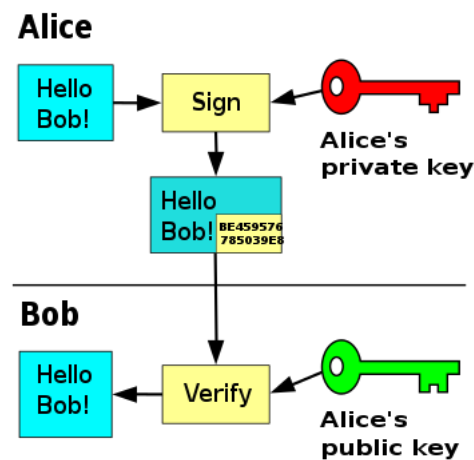 Alice
Hello
Bob!
Sign
Alice's
private key
Hello
Bob!
BE459576
785039E8
Bob
Hello
Bob!
Verify
Alice's
public key